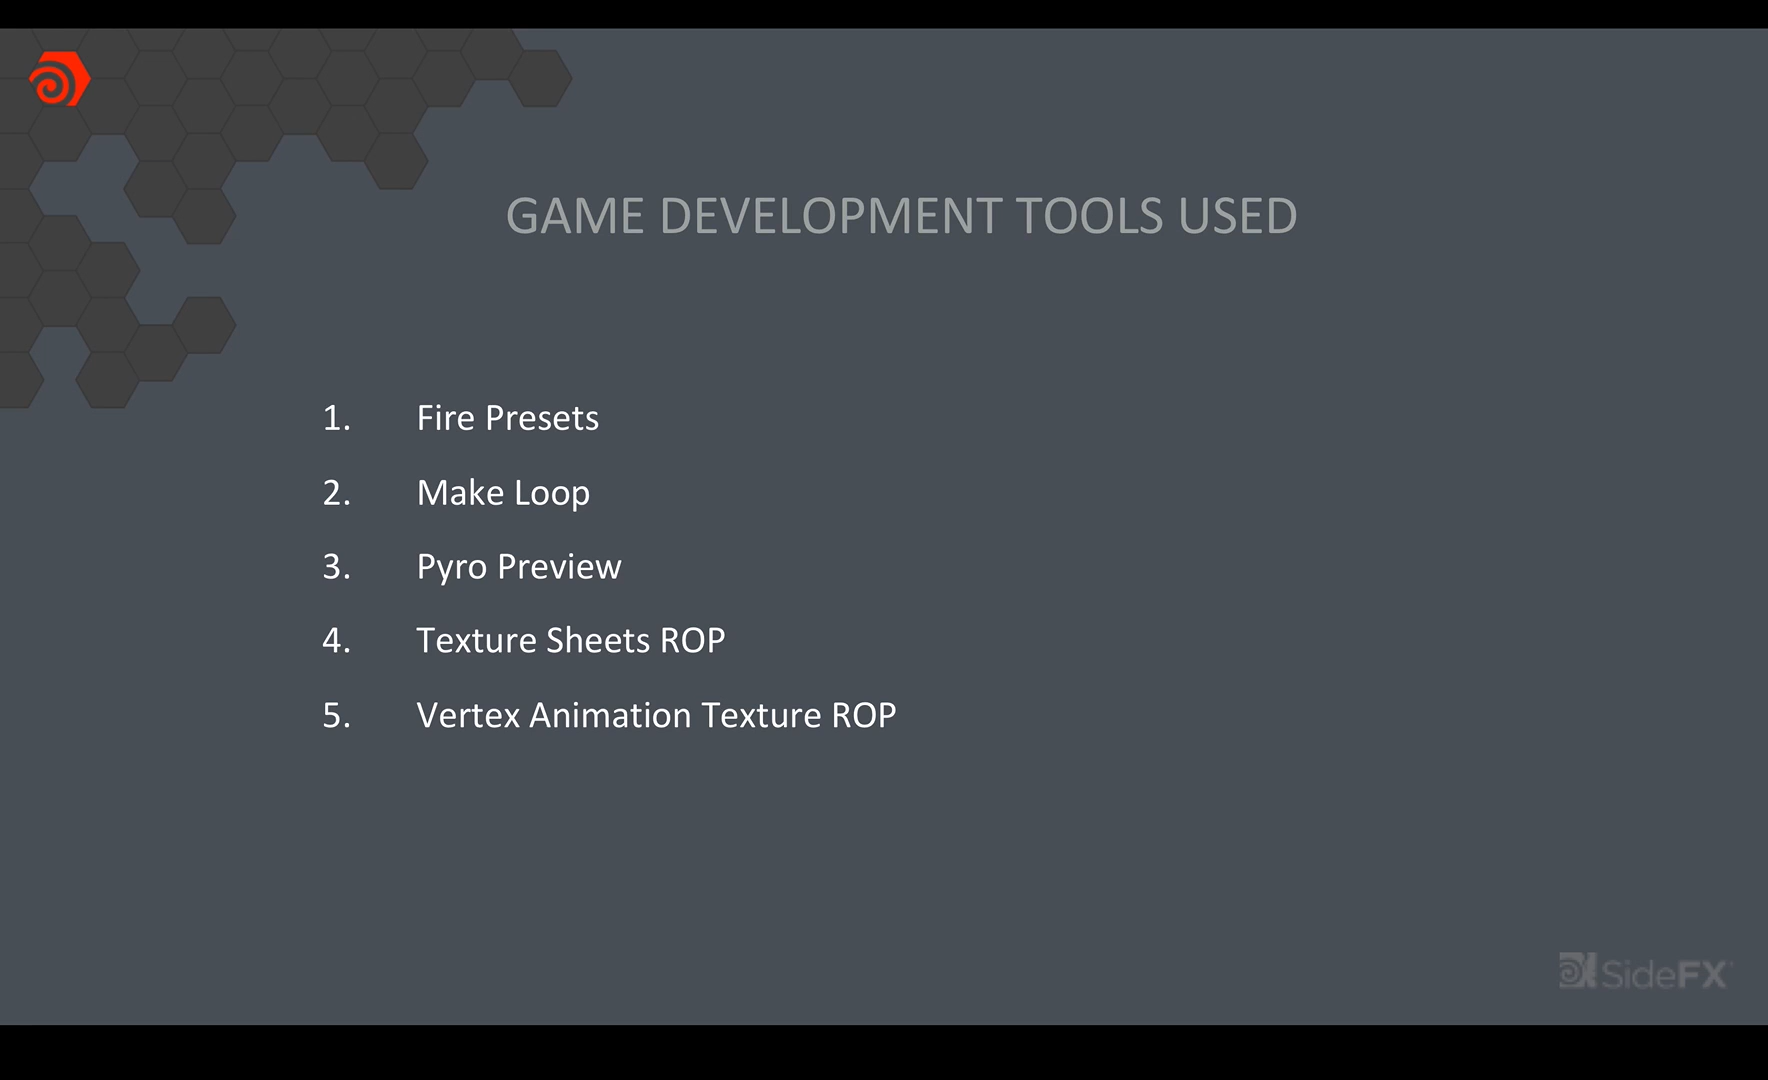 GAME DEVELOPMENT TOOLS USED
1. Fire Presets
2. Make Loop
3. Pyro Preview
4. Texture Sheets ROP
5. Vertex Animation Texture ROP
SideFX